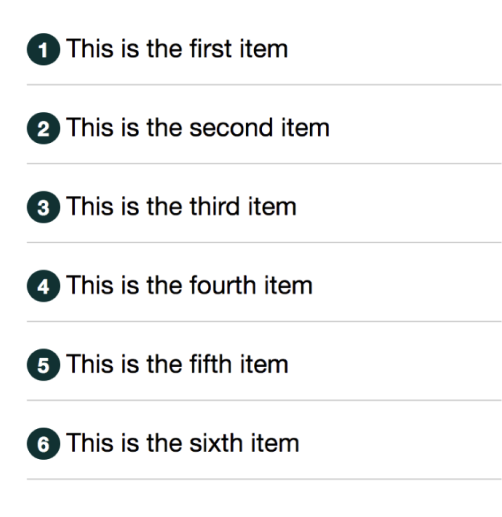 1 This is the first item
2 This is the second item
3 This is the third item
4 This is the fourth item
5 This is the fifth item
6 This is the sixth item